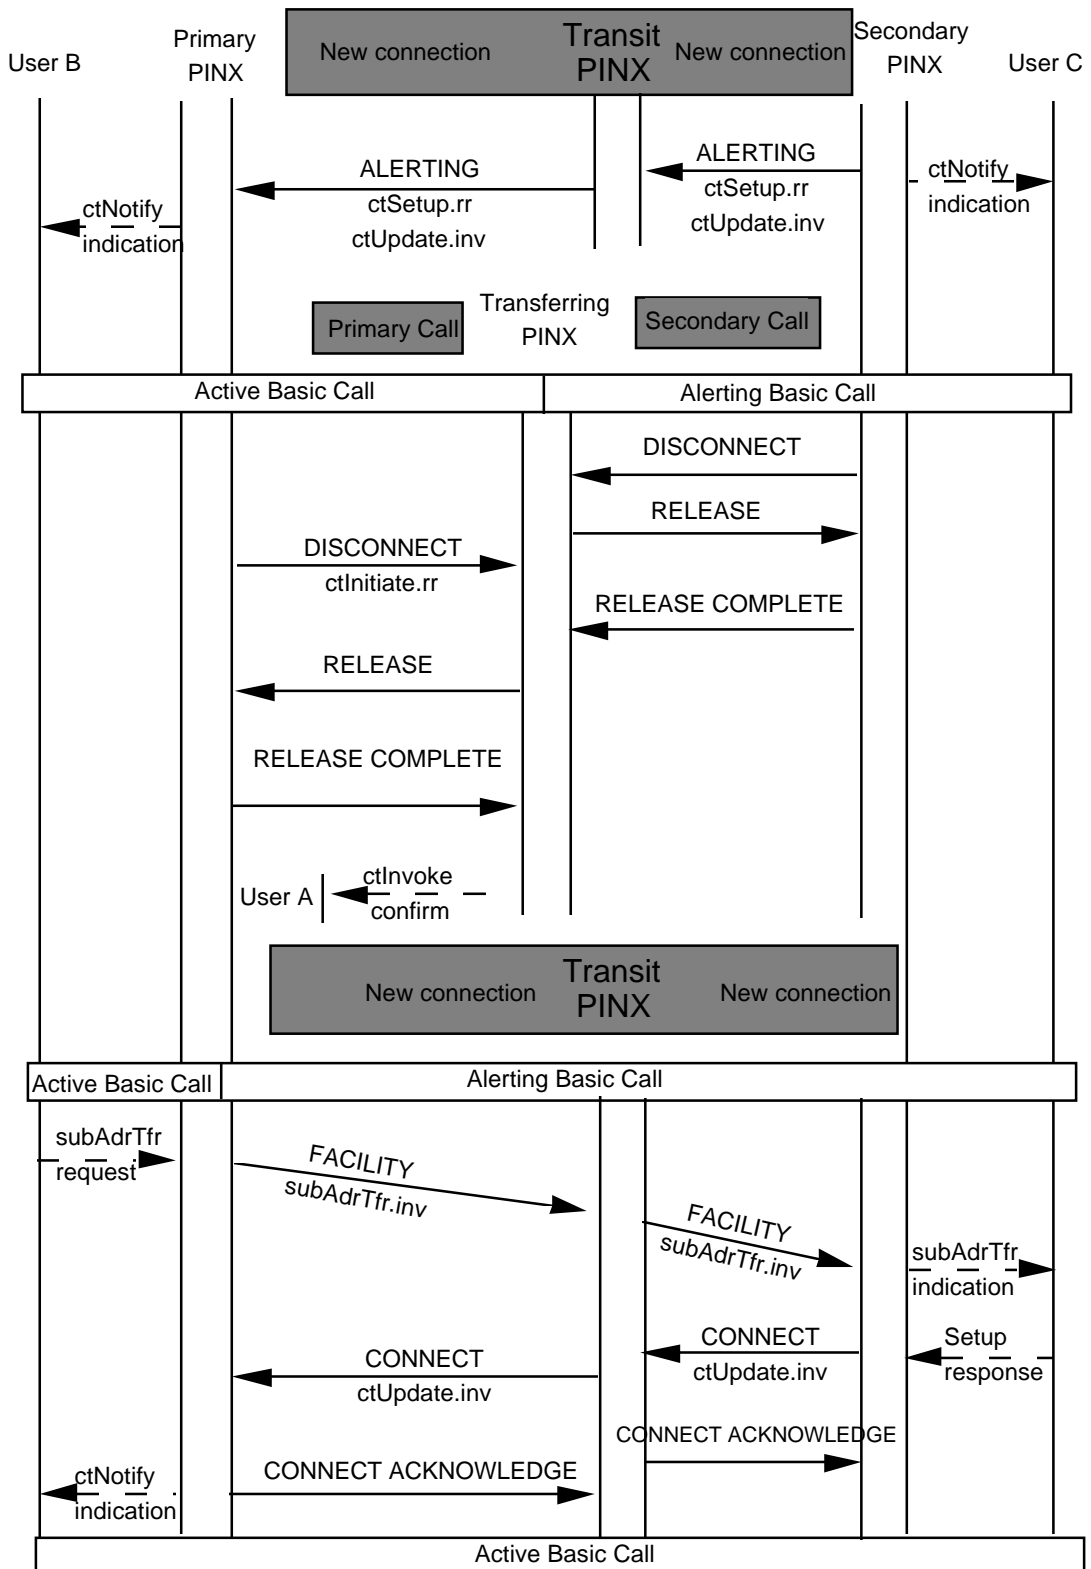 User B
Primary
PINX
New connection
Transit
PINX
New connection
Secondary
PINX
User C
ALERTING
ctSetup.rr
ctUpdate.inv
ALERTING
ctSetup.rr
ctUpdate.inv
ctNotify
indication
ctNotify
indication
Primary Call
Transferring
PINX
Secondary Call
Active Basic Call
Alerting Basic Call
DISCONNECT
RELEASE
DISCONNECT
ctInitiate.rr
RELEASE COMPLETE
RELEASE
RELEASE COMPLETE
User A
ctInvoke
confirm
New connection
Transit
PINX
New connection
Active Basic Call
Alerting Basic Call
subAdrTfr
request
FACILITY
subAdrTfr.inv
FACILITY
subAdrTfr.inv
subAdrTfr
indication
CONNECT
ctUpdate.inv
Setup
response
CONNECT
ctUpdate.inv
CONNECT ACKNOWLEDGE
ctNotify
indication
CONNECT ACKNOWLEDGE
Active Basic Call